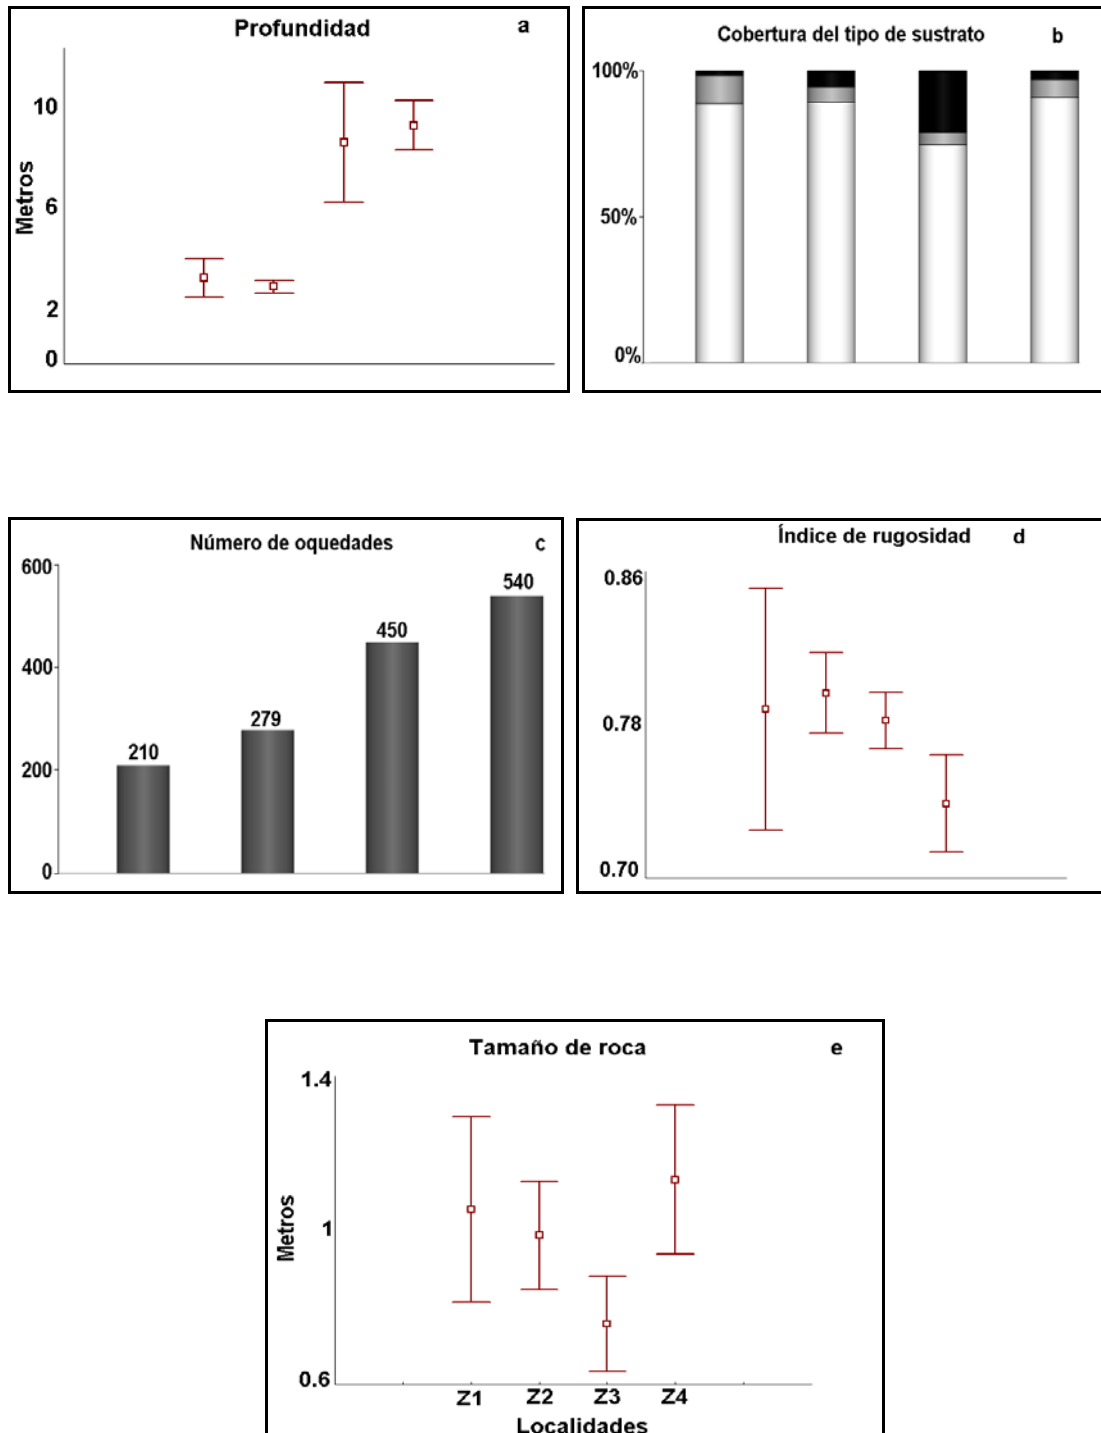 Profundidad a
10
6
2
0
Metros
Cobertura del tipo de sustrato b
100%
50%
0%
Número de oquedades c
600
400
200
0
210
279
450
540
Índice de rugosidad d
0.86
0.78
0.70
Tamaño de roca e
1.4
1
0.6
Metros
Z1 Z2 Z3 Z4
Localidades